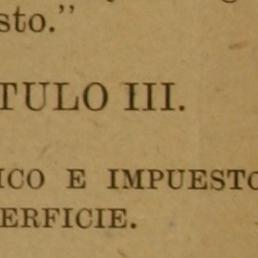 sto.”
TULO III.
ICO E IMPUESTO
ERFICIE.